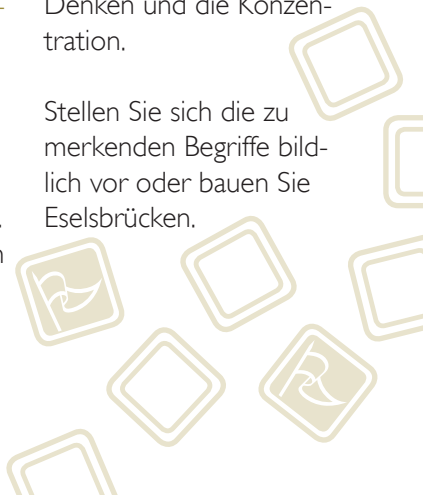 Denken und die Konzen-
tration.
Stellen Sie sich die zu
merkenden Begriffe bild-
lich vor oder bauen Sie
Eselsbrücken.